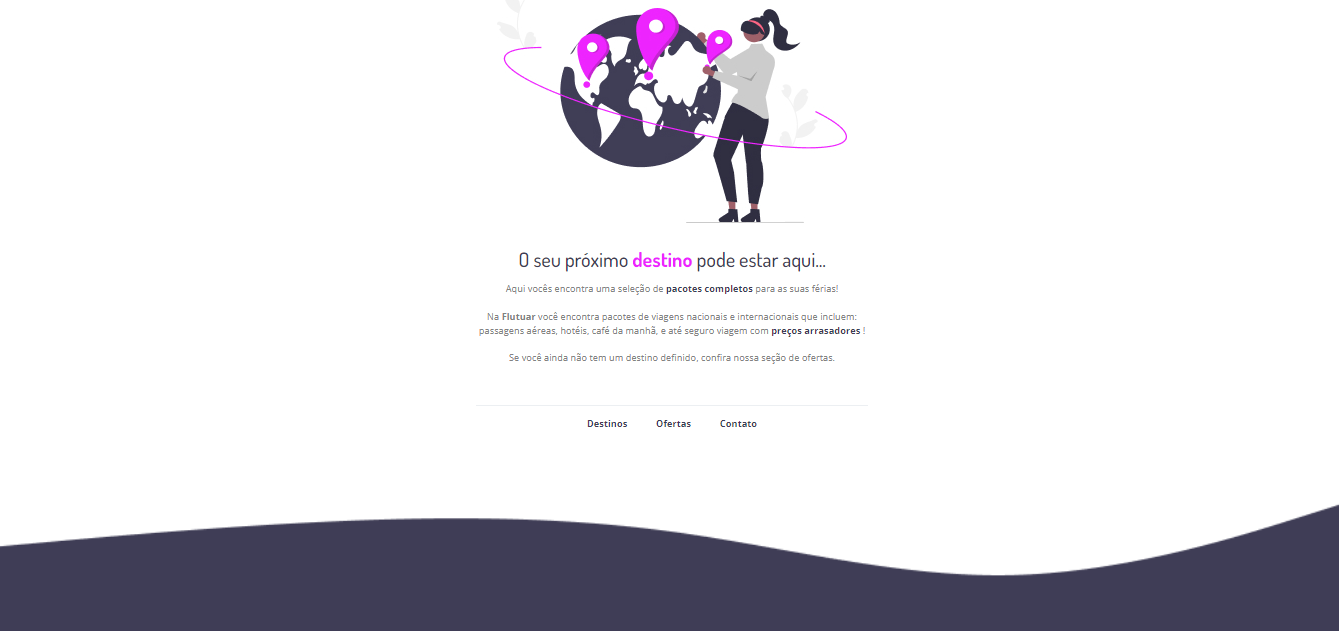 O seu próximo destino pode estar aqui...
Aqui vocês encontra uma seleção de pacotes completos para as suas férias!
Na Flutuar você encontra pacotes de viagens nacionais e internacionais que incluem:
passagens aéreas, hotéis, café da manhã, e até seguro viagem com preços arrasadores !
Se você ainda não tem um destino definido, confira nossa seção de ofertas.
Destinos Ofertas Contato